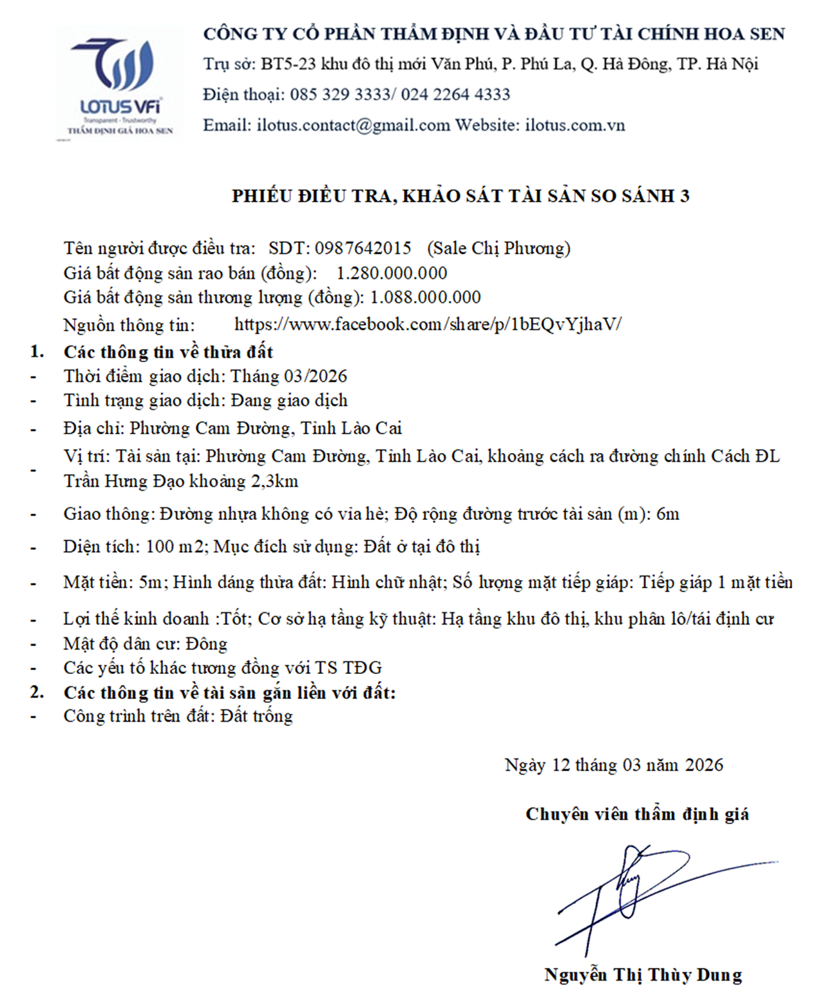 CÔNG TY CỔ PHẦN THẨM ĐỊNH VÀ ĐẦU TƯ TÀI CHÍNH HOA SEN
Trụ sở: BT5-23 khu đô thị mới Văn Phú, P. Phú La, Q. Hà Đông, TP. Hà Nội
Điện thoại: 085 329 3333/ 024 2264 4333
Email: ilotus.contact@gmail.com Website: ilotus.com.vn
LOTUS VFi
Transparent - Trustworthy
THẨM ĐỊNH GIÁ HOA SEN
PHIẾU ĐIỀU TRA, KHẢO SÁT TÀI SẢN SO SÁNH 3
Tên người được điều tra: SDT: 0987642015 (Sale Chị Phương)
Giá bất động sản rao bán (đồng): 1.280.000.000
Giá bất động sản thương lượng (đồng): 1.088.000.000
Nguồn thông tin: https://www.facebook.com/share/p/1bEQvYjhaV/
1. Các thông tin về thửa đất
- Thời điểm giao dịch: Tháng 03/2026
- Tình trạng giao dịch: Đang giao dịch
- Địa chỉ: Phường Cam Đường, Tỉnh Lào Cai
- Vị trí: Tài sản tại: Phường Cam Đường, Tỉnh Lào Cai, khoảng cách ra đường chính Cách ĐL
Trần Hưng Đạo khoảng 2,3km
- Giao thông: Đường nhựa không có vỉa hè; Độ rộng đường trước tài sản (m): 6m
- Diện tích: 100 m2; Mục đích sử dụng: Đất ở tại đô thị
- Mặt tiền: 5m; Hình dáng thửa đất: Hình chữ nhật; Số lượng mặt tiếp giáp: Tiếp giáp 1 mặt tiền
- Lợi thế kinh doanh :Tốt; Cơ sở hạ tầng kỹ thuật: Hạ tầng khu đô thị, khu phân lô/tái định cư
- Mật độ dân cư: Đông
- Các yếu tố khác tương đồng với TS TĐG
2. Các thông tin về tài sản gắn liền với đất:
- Công trình trên đất: Đất trống
Ngày 12 tháng 03 năm 2026
Chuyên viên thẩm định giá
Nguyễn Thị Thùy Dung